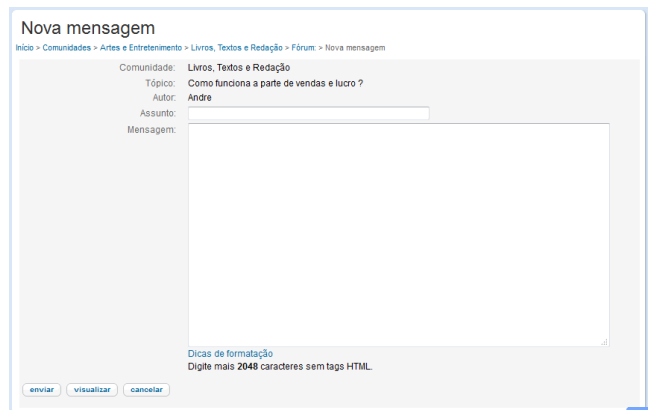 Nova mensagem
Início > Comunidades > Artes e Entretenimento > Livros, Textos e Redação > Fórum: > Nova mensagem
Comunidade: Livros, Textos e Redação
Tópico: Como funciona a parte de vendas e lucro ?
Autor: Andre
Assunto:
Mensagem:
Dicas de formatação
Digite mais 2048 caracteres sem tags HTML.
enviar visualizar cancelar